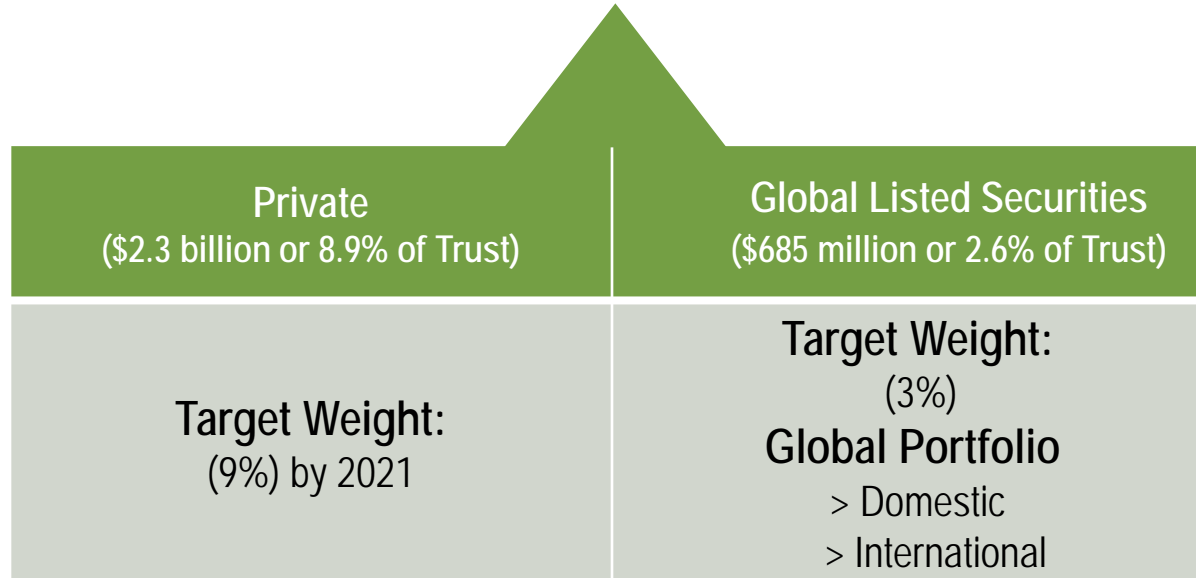 Private
($2.3 billion or 8.9% of Trust)
Global Listed Securities
($685 million or 2.6% of Trust)
Target Weight:
(9%) by 2021
Target Weight:
(3%)
Global Portfolio
> Domestic
> International